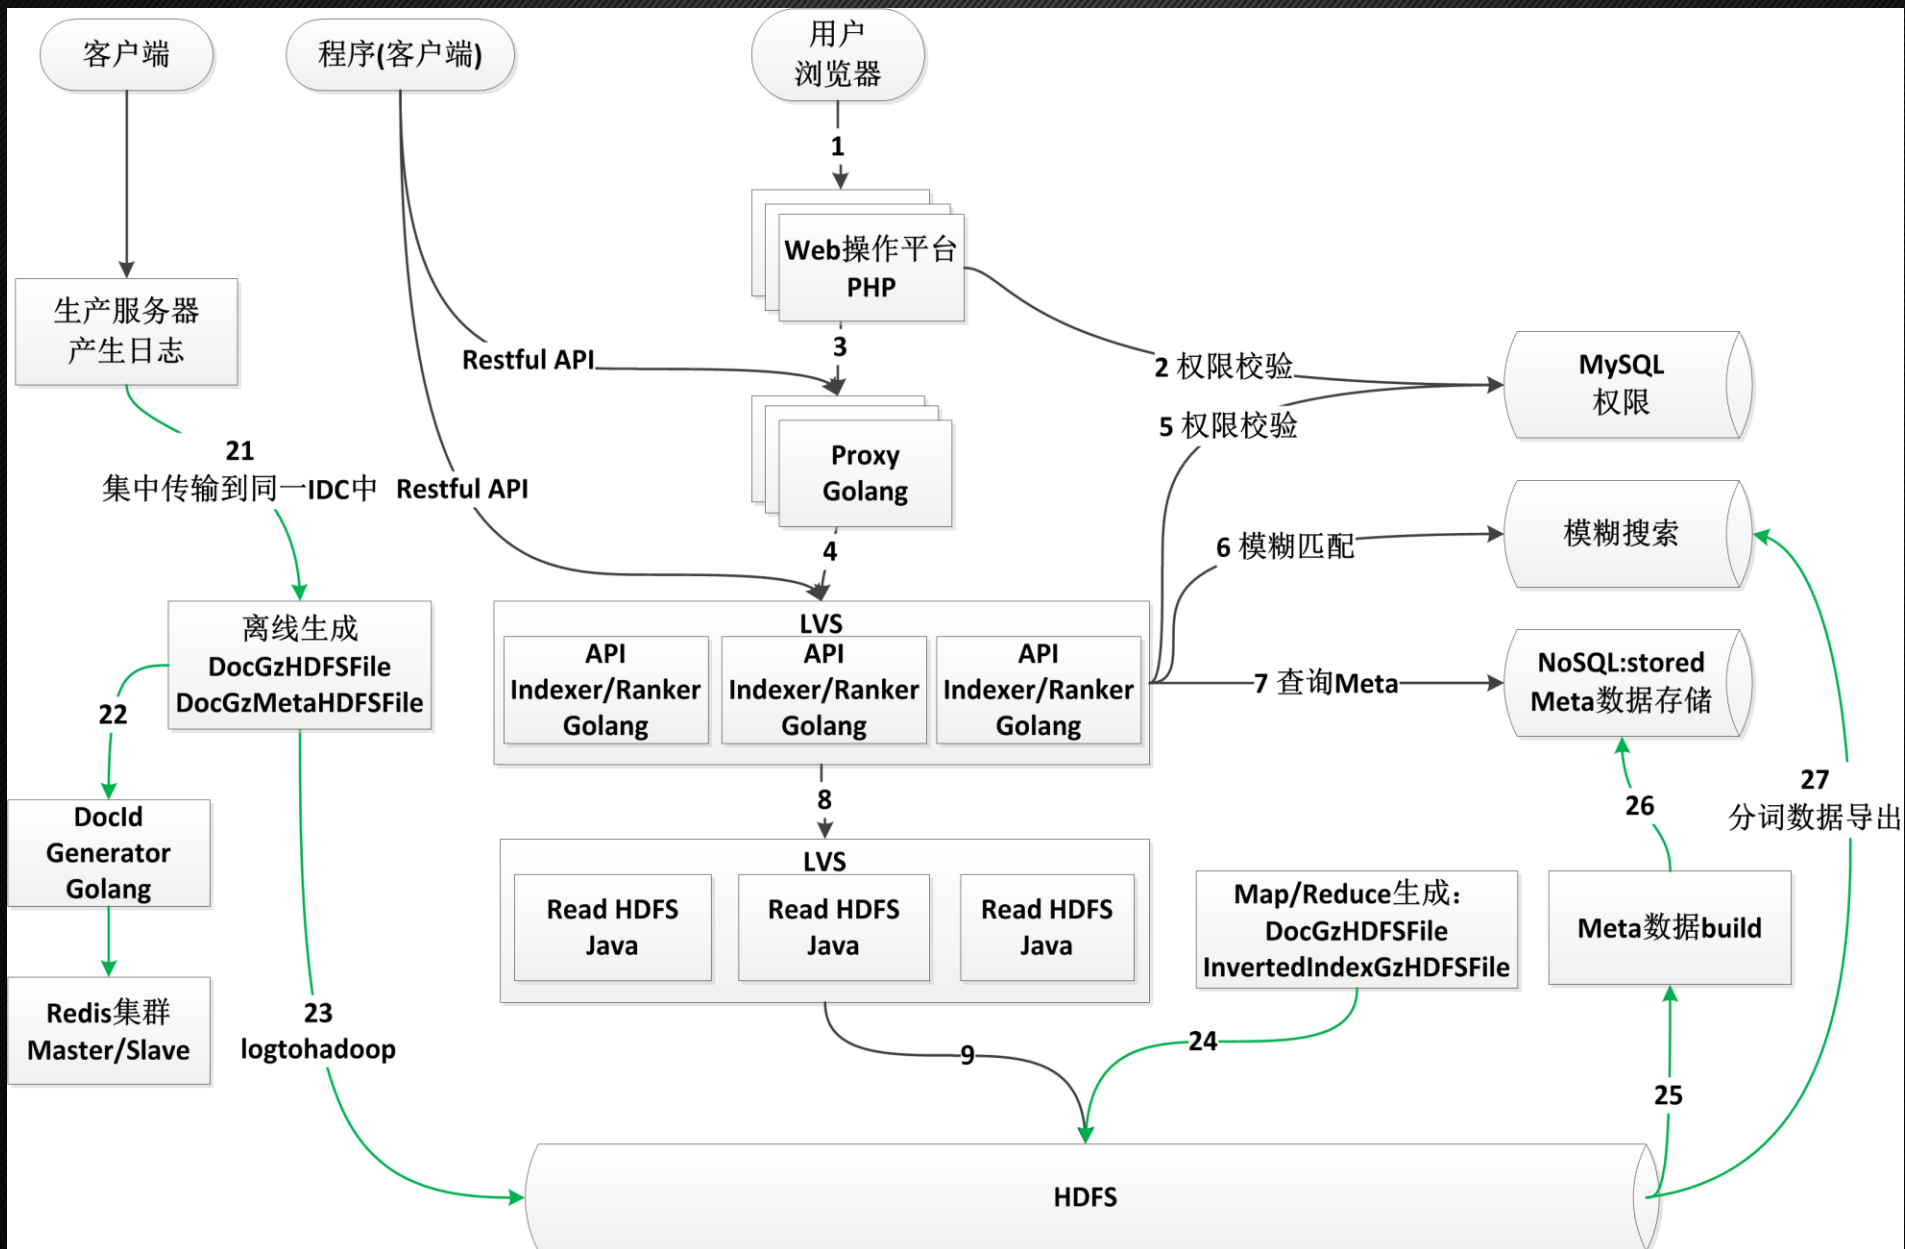 客户端
程序(客户端)
用户
浏览器
1
Web操作平台
PHP
生产服务器
产生日志
3
Restful API
2 权限校验
MySQL
权限
5 权限校验
21
集中传输到同一IDC中
Restful API
Proxy
Golang
4
6 模糊匹配
模糊搜索
离线生成
DocGzHDFSFile
DocGzMetaHDFSFile
LVS
API
Indexer/Ranker
Golang
API
Indexer/Ranker
Golang
API
Indexer/Ranker
Golang
7 查询Meta
NoSQL:stored
Meta数据存储
22
8
26
27
分词数据导出
DocId
Generator
Golang
LVS
Read HDFS
Java
Read HDFS
Java
Read HDFS
Java
Map/Reduce生成：
DocGzHDFSFile
InvertedIndexGzHDFSFile
Meta数据build
Redis集群
Master/Slave
23
logtohadoop
9
24
25
HDFS